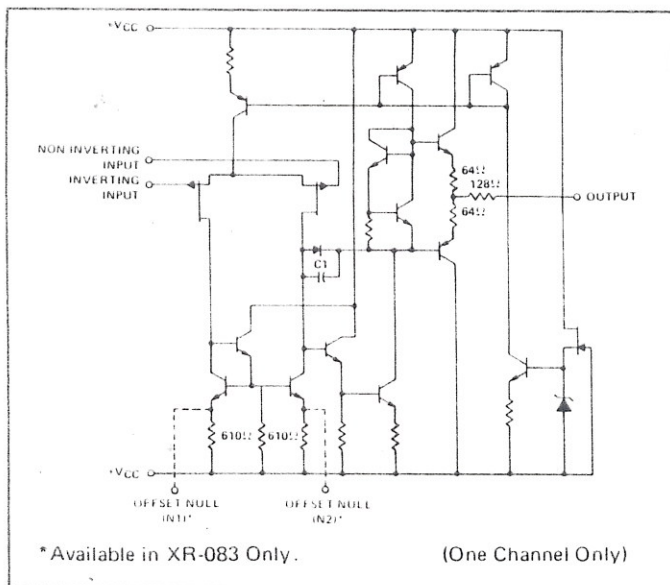 +VCC
NON INVERTING
INPUT
INVERTING
INPUT
64Ω
128Ω
64Ω
OUTPUT
C1
610Ω
610Ω
+VCC
OFFSET NULL
(N1)*
OFFSET NULL
(N2)*
*Available in XR-083 Only.
(One Channel Only)